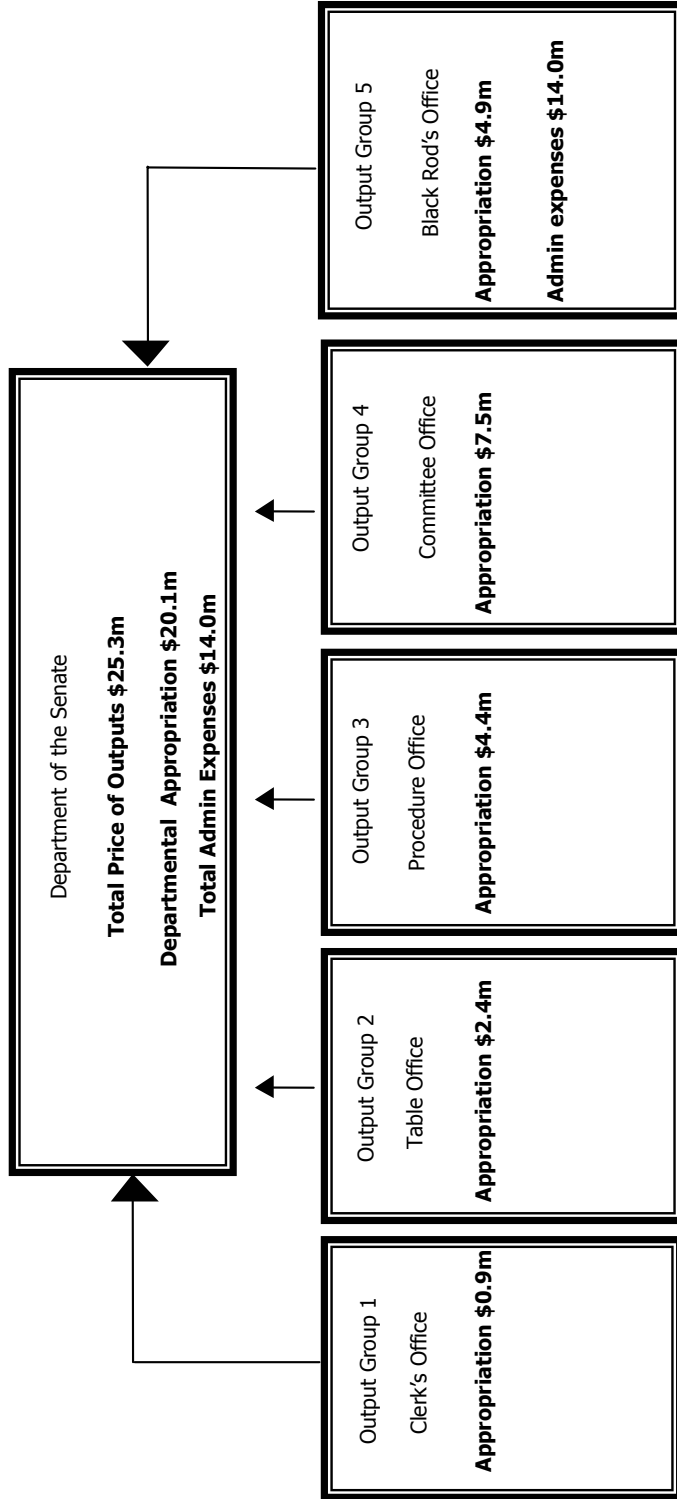 Department of the Senate
Total Price of Outputs $25.3m
Departmental Appropriation $20.1m
Total Admin Expenses $14.0m
Output Group 1
Clerk's Office
Appropriation $0.9m
Output Group 2
Table Office
Appropriation $2.4m
Output Group 3
Procedure Office
Appropriation $4.4m
Output Group 4
Committee Office
Appropriation $7.5m
Output Group 5
Black Rod's Office
Appropriation $4.9m
Admin expenses $14.0m